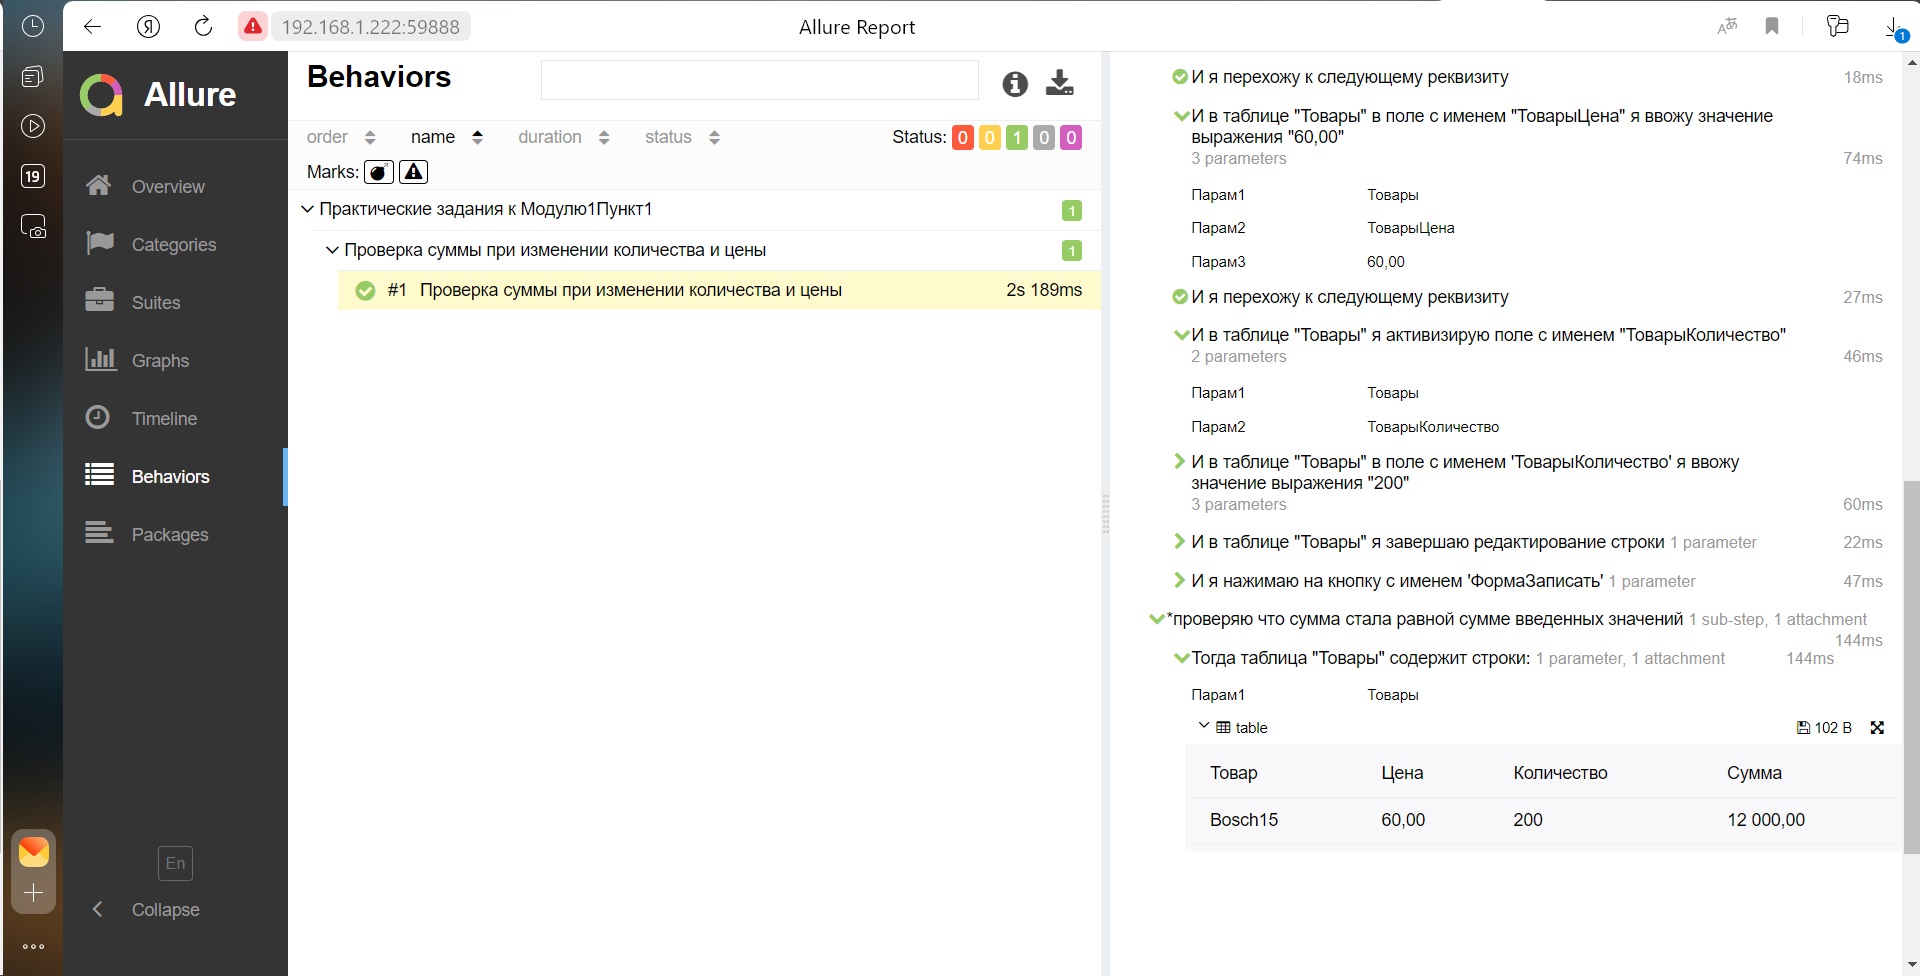 192.168.1.222:59888
Allure Report
1
19
Allure
Overview
Categories
Suites
Graphs
Timeline
Behaviors
Packages
En
Collapse
Behaviors
order name duration status Status: 0 0 1 0 0
Marks:
Практические задания к Модулю1Пункт1 1
Проверка суммы при изменении количества и цены 1
#1 Проверка суммы при изменении количества и цены 2s 189ms
И я перехожу к следующему реквизиту 18ms
И в таблице "Товары" в поле с именем "ТоварыЦена" я ввожу значение
выражения "60,00"
3 parameters 74ms
Парам1 Товары
Парам2 ТоварыЦена
Парам3 60,00
И я перехожу к следующему реквизиту 27ms
И в таблице "Товары" я активизирую поле с именем "ТоварыКоличество"
2 parameters 46ms
Парам1 Товары
Парам2 ТоварыКоличество
И в таблице "Товары" в поле с именем 'ТоварыКоличество' я ввожу
значение выражения "200"
3 parameters 60ms
И в таблице "Товары" я завершаю редактирование строки 1 parameter 22ms
И я нажимаю на кнопку с именем 'ФормаЗаписать' 1 parameter 47ms
*проверяю что сумма стала равной сумме введенных значений 1 sub-step, 1 attachment
144ms
Тогда таблица "Товары" содержит строки: 1 parameter, 1 attachment 144ms
Парам1 Товары
table 102 B
Товар Цена Количество Сумма
Bosch15 60,00 200 12 000,00